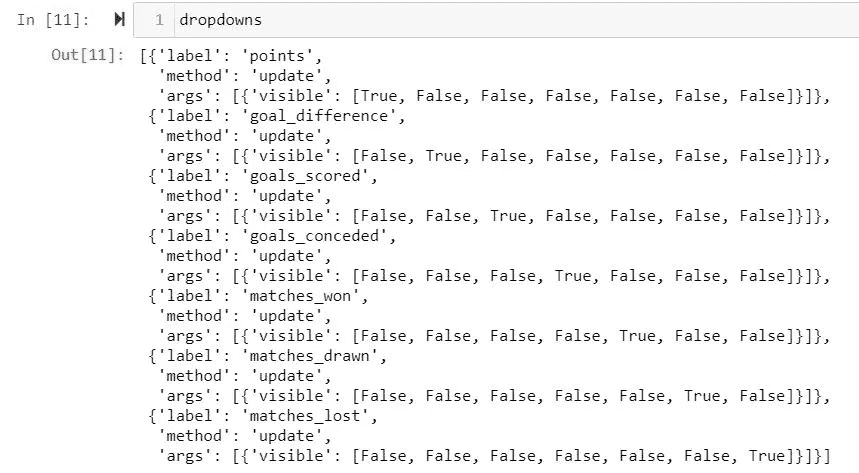 In [11]: 1 dropdowns
Out[11]: [{'label': 'points',
'method': 'update',
'args': [{'visible': [True, False, False, False, False, False, False]}]},
{'label': 'goal_difference',
'method': 'update',
'args': [{'visible': [False, True, False, False, False, False, False]}]},
{'label': 'goals_scored',
'method': 'update',
'args': [{'visible': [False, False, True, False, False, False, False]}]},
{'label': 'goals_conceded',
'method': 'update',
'args': [{'visible': [False, False, False, True, False, False, False]}]},
{'label': 'matches_won',
'method': 'update',
'args': [{'visible': [False, False, False, False, True, False, False]}]},
{'label': 'matches_drawn',
'method': 'update',
'args': [{'visible': [False, False, False, False, False, True, False]}]},
{'label': 'matches_lost',
'method': 'update',
'args': [{'visible': [False, False, False, False, False, False, True]}]}]